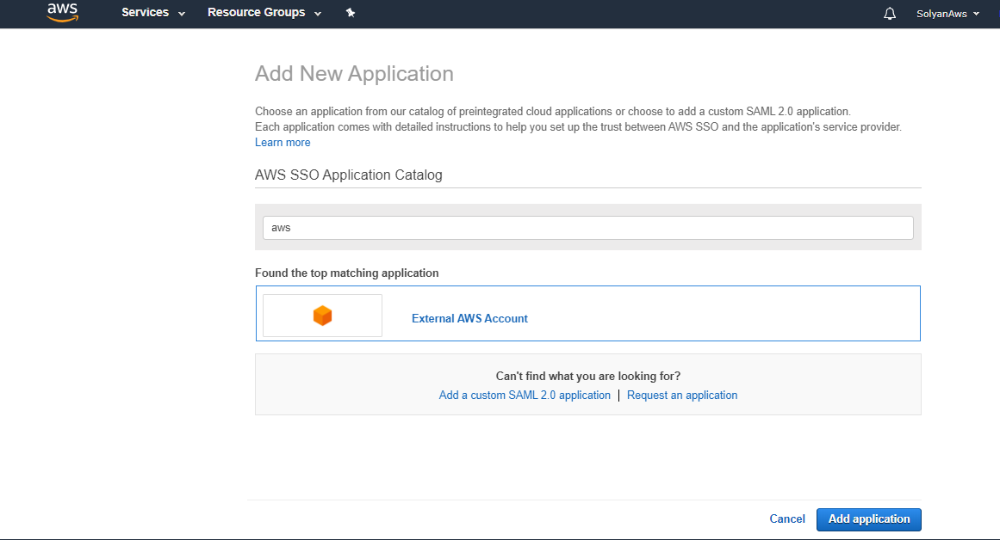 aws Services Resource Groups SolyanAws
Add New Application
Choose an application from our catalog of preintegrated cloud applications or choose to add a custom SAML 2.0 application.
Each application comes with detailed instructions to help you set up the trust between AWS SSO and the application's service provider.
Learn more
AWS SSO Application Catalog
aws
Found the top matching application
External AWS Account
Can't find what you are looking for?
Add a custom SAML 2.0 application | Request an application
Cancel Add application